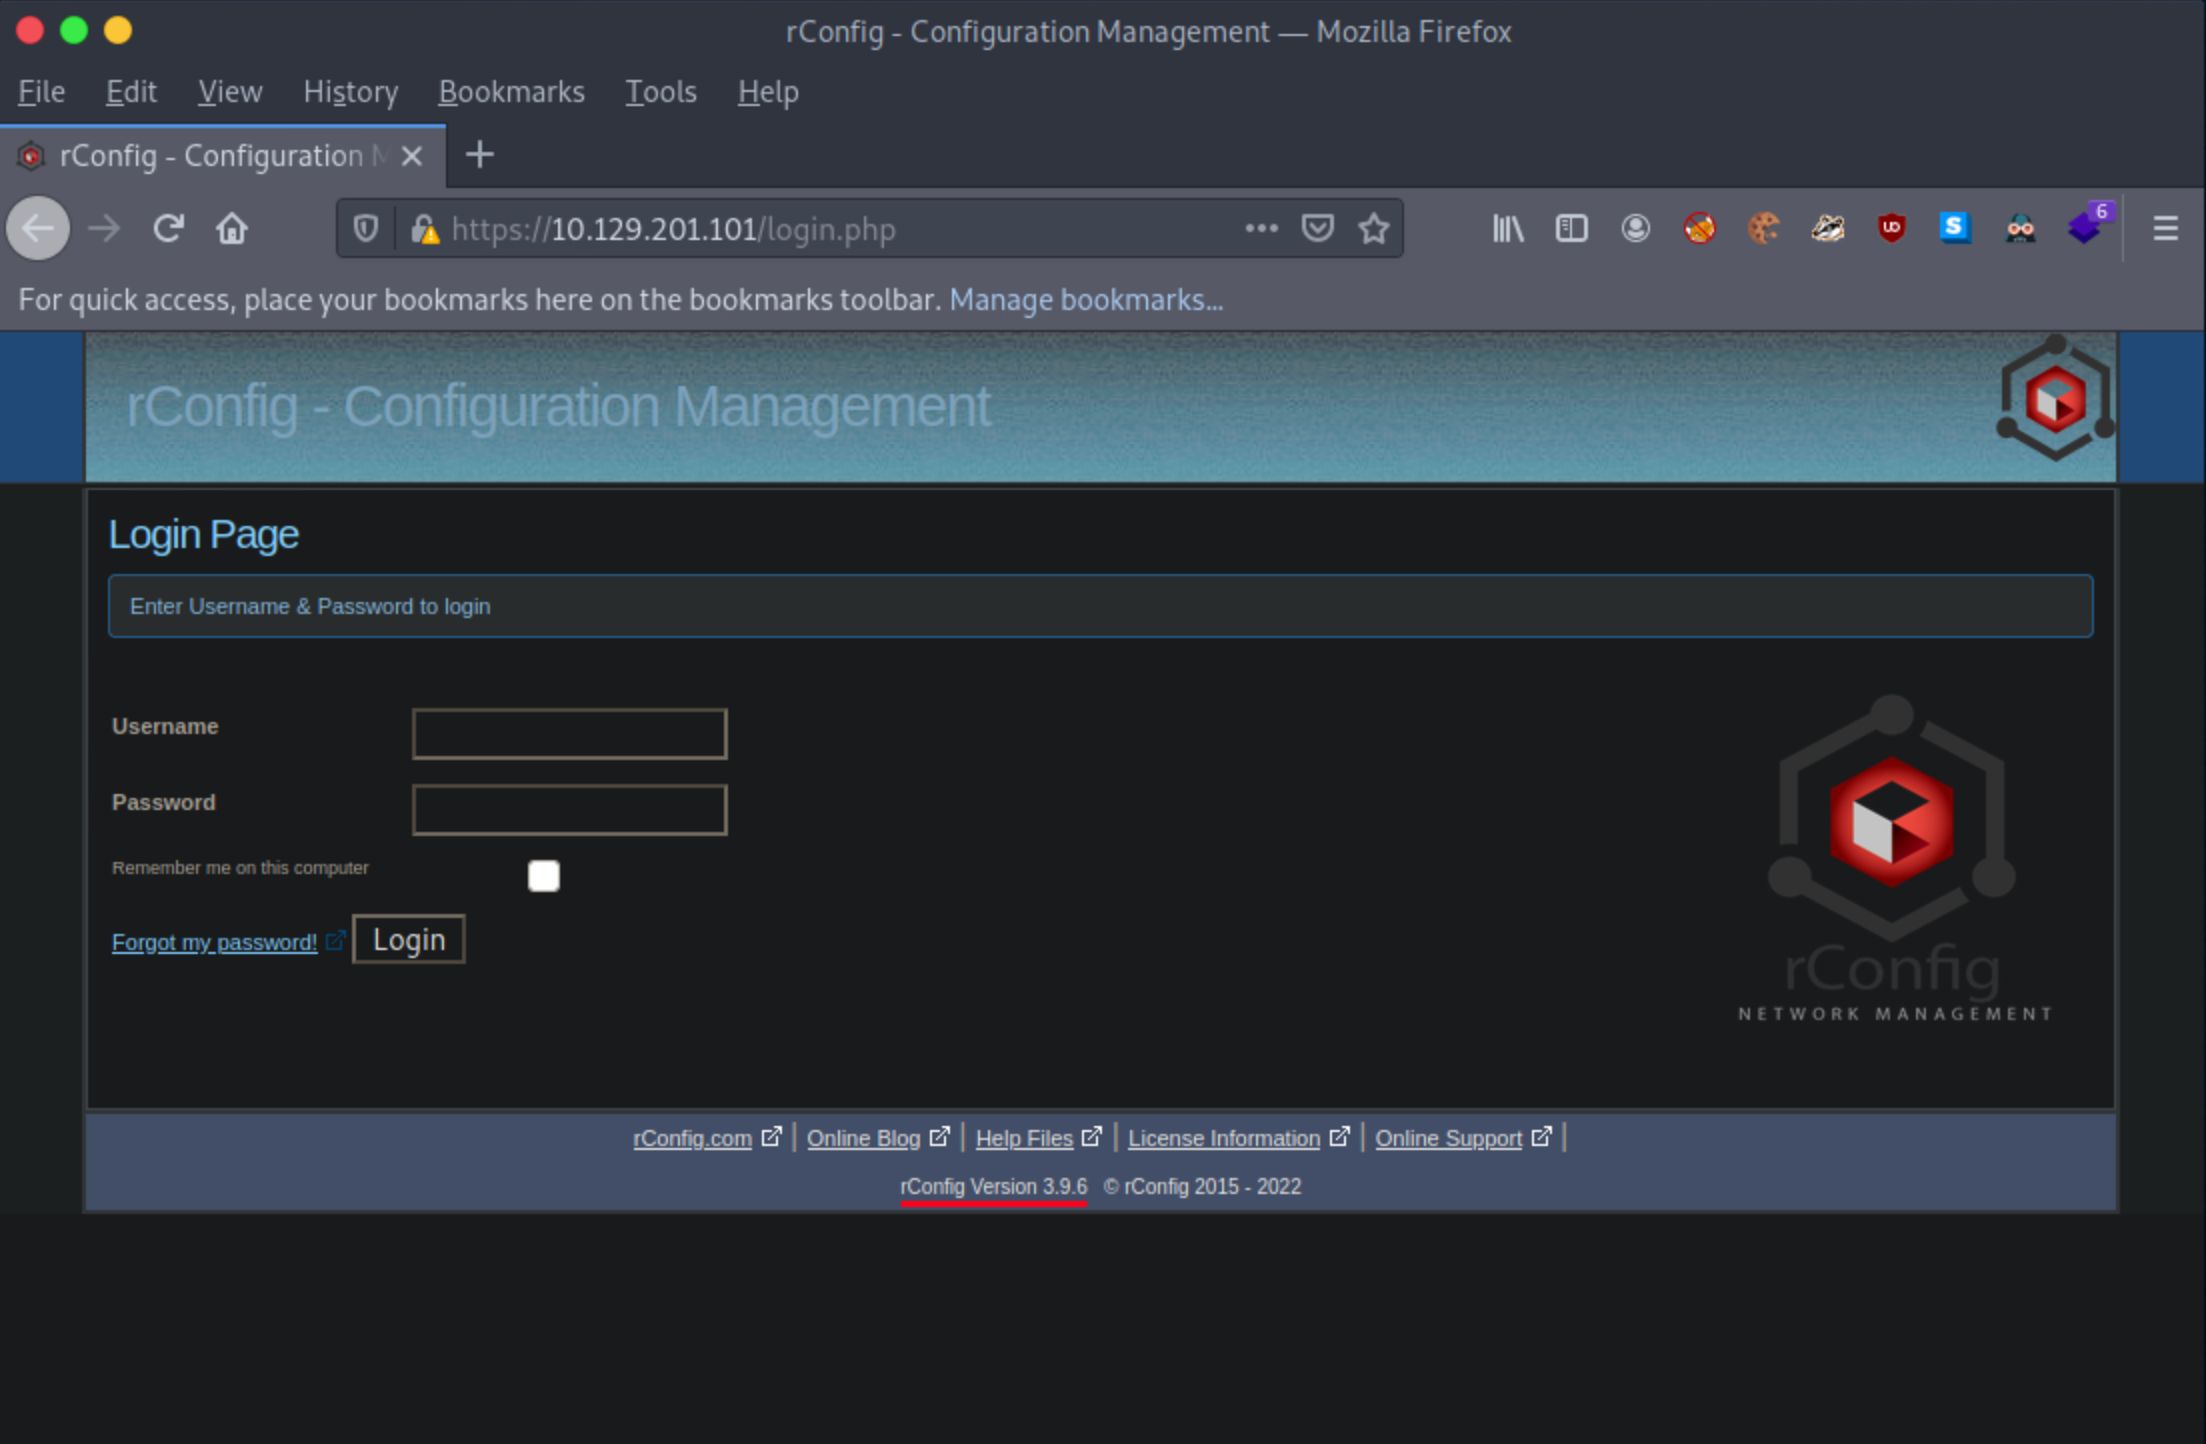 rConfig - Configuration Management — Mozilla Firefox
File Edit View History Bookmarks Tools Help
rConfig - Configuration M
https://10.129.201.101/login.php
6
For quick access, place your bookmarks here on the bookmarks toolbar. Manage bookmarks...
rConfig - Configuration Management
Login Page
Enter Username & Password to login
Username
Password
Remember me on this computer
Forgot my password! Login
rConfig
NETWORK MANAGEMENT
rConfig.com | Online Blog | Help Files | License Information | Online Support |
rConfig Version 3.9.6 © rConfig 2015 - 2022